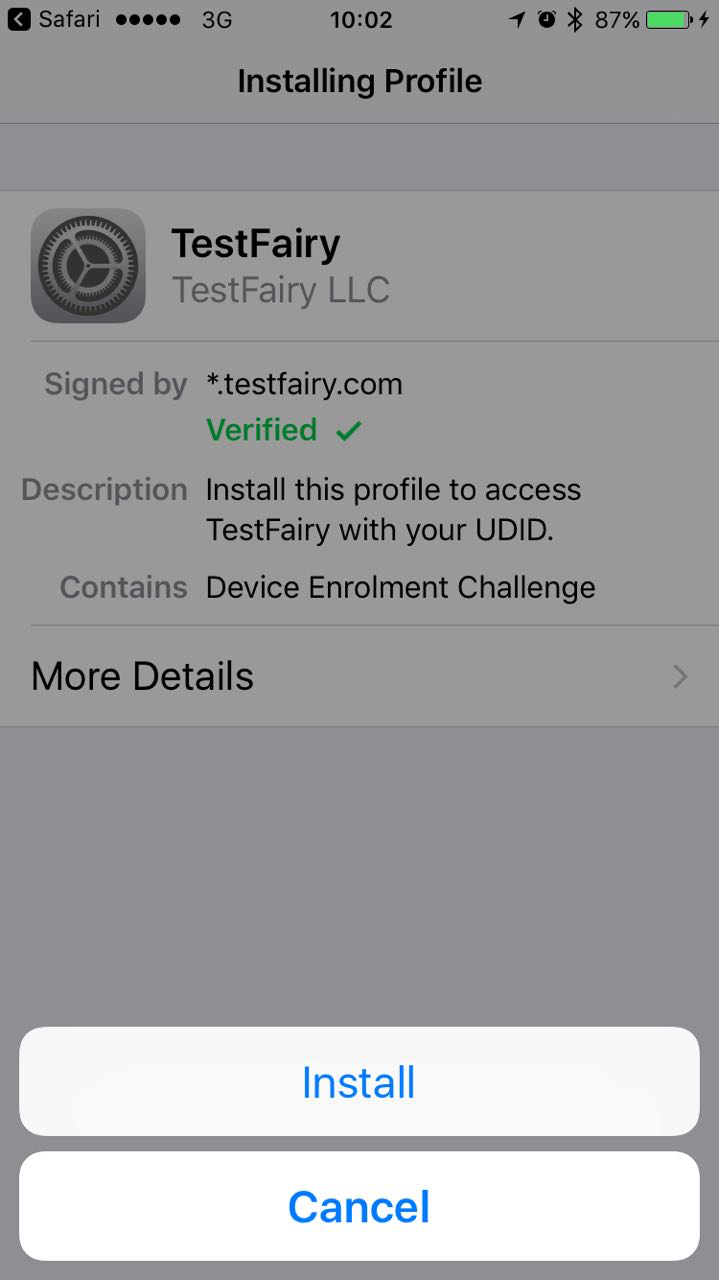 Safari 3G 10:02 87%
Installing Profile
TestFairy
TestFairy LLC
Signed by *.testfairy.com
Verified
Description Install this profile to access
TestFairy with your UDID.
Contains Device Enrolment Challenge
More Details
Install
Cancel